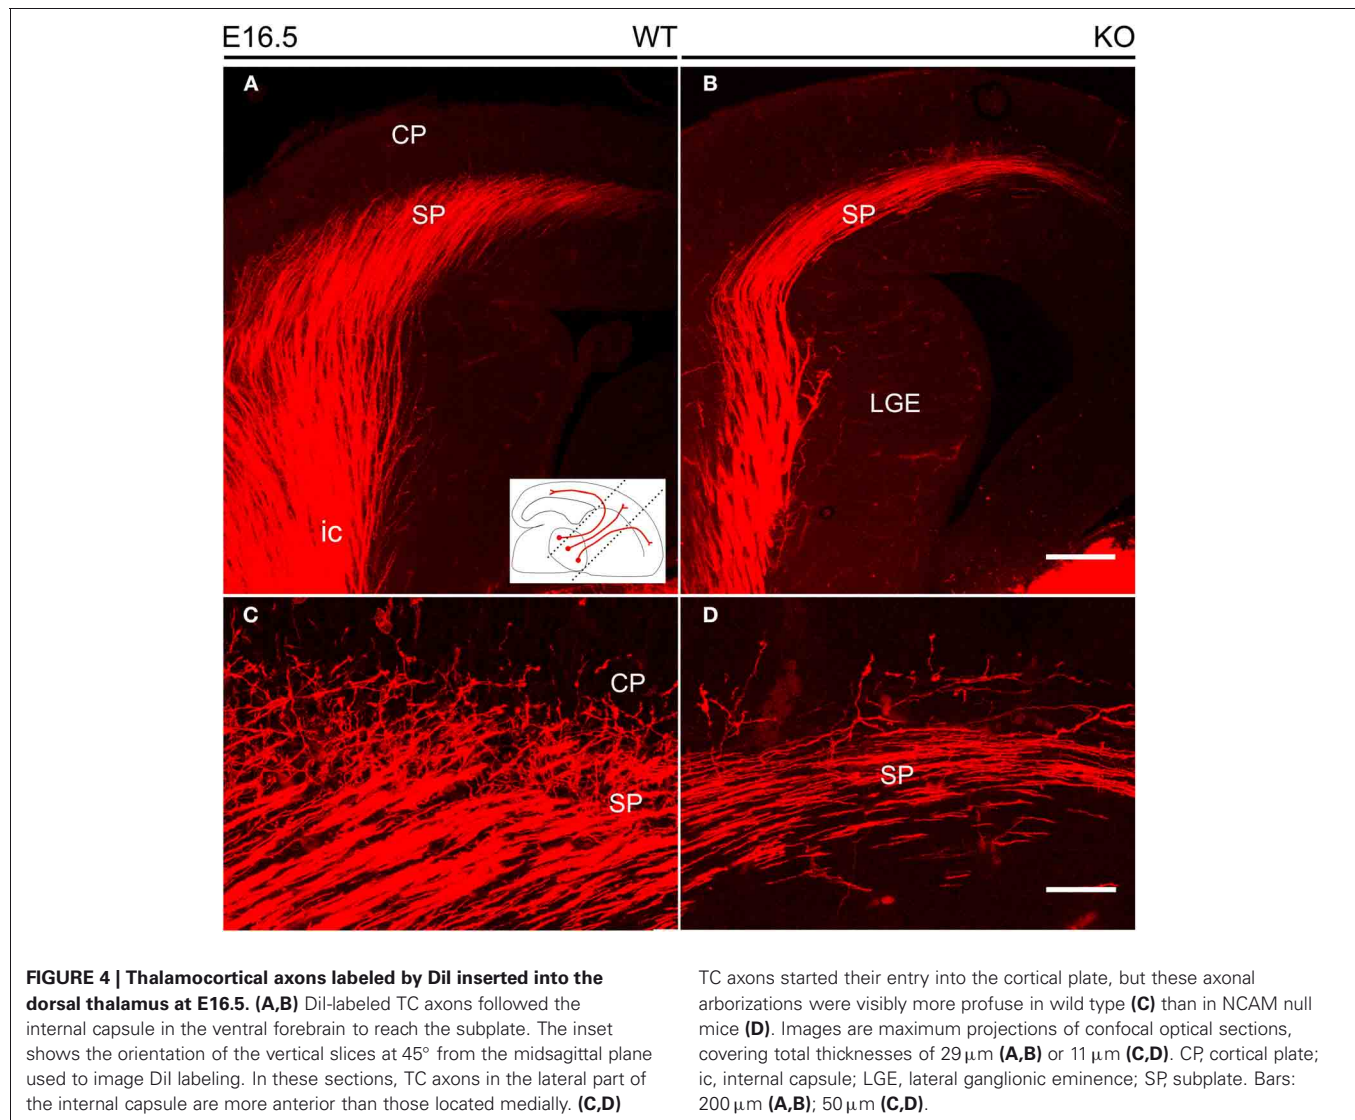 E16.5 WT KO
A B
CP
SP SP
LGE
ic
C D
CP
SP SP
FIGURE 4 | Thalamocortical axons labeled by DiI inserted into the
dorsal thalamus at E16.5. (A,B) DiI-labeled TC axons followed the
internal capsule in the ventral forebrain to reach the subplate. The inset
shows the orientation of the vertical slices at 45° from the midsagittal plane
used to image DiI labeling. In these sections, TC axons in the lateral part of
the internal capsule are more anterior than those located medially. (C,D)
TC axons started their entry into the cortical plate, but these axonal
arborizations were visibly more profuse in wild type (C) than in NCAM null
mice (D). Images are maximum projections of confocal optical sections,
covering total thicknesses of 29 μm (A,B) or 11 μm (C,D). CP, cortical plate;
ic, internal capsule; LGE, lateral ganglionic eminence; SP, subplate. Bars:
200 μm (A,B); 50 μm (C,D).